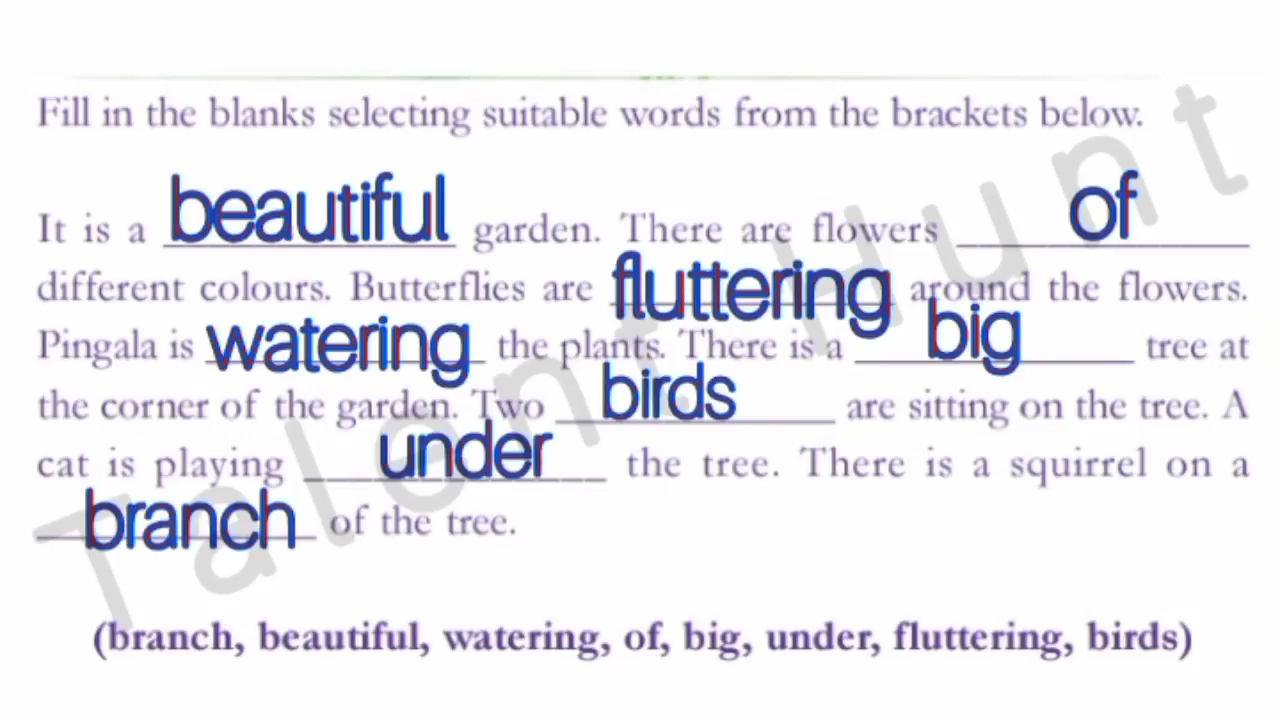 Fill in the blanks selecting suitable words from the brackets below.
It is a beautiful garden. There are flowers of
different colours. Butterflies are fluttering around the flowers.
Pingala is watering the plants. There is a big tree at
the corner of the garden. Two birds are sitting on the tree. A
cat is playing under the tree. There is a squirrel on a
branch of the tree.
(branch, beautiful, watering, of, big, under, fluttering, birds)
Talent Hunt